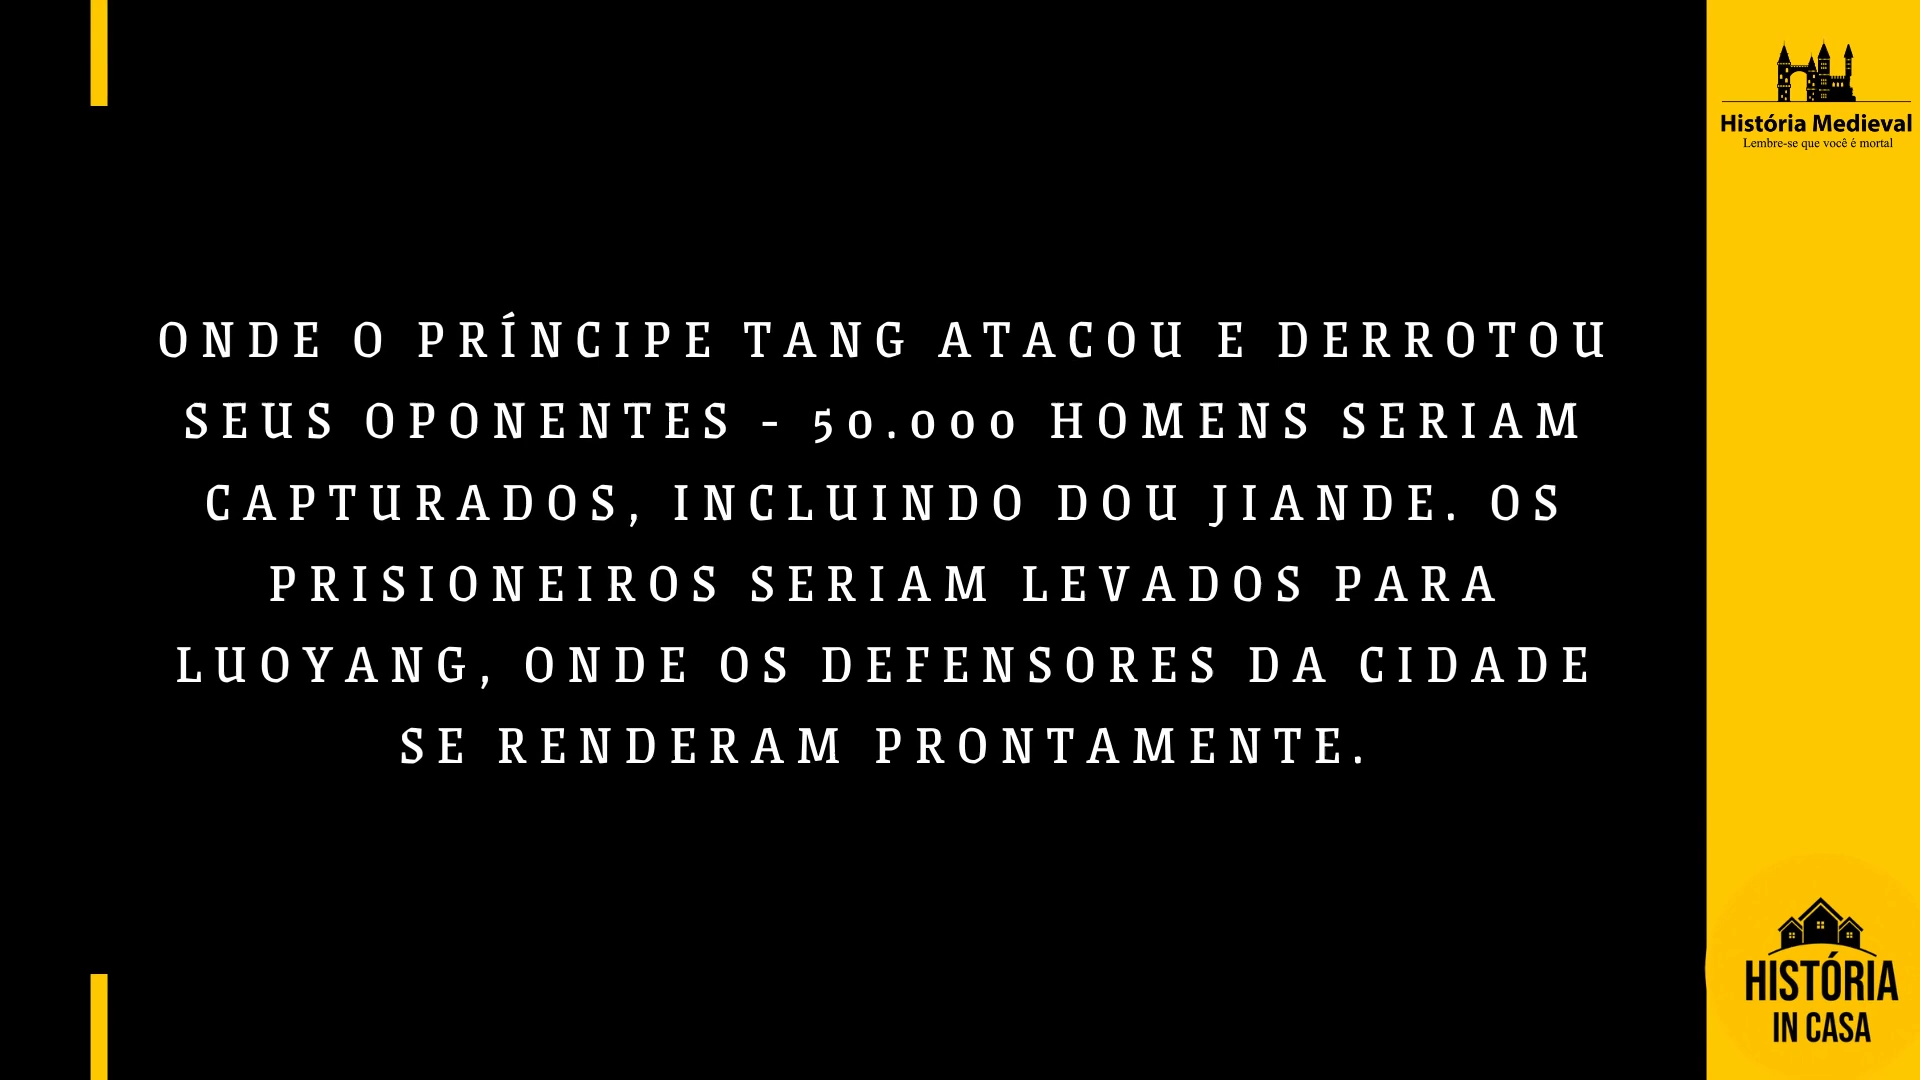 ONDE O PRÍNCIPE TANG ATACOU E DERROTOU
SEUS OPONENTES - 50.000 HOMENS SERIAM
CAPTURADOS, INCLUINDO DOU JIANDE. OS
PRISIONEIROS SERIAM LEVADOS PARA
LUOYANG, ONDE OS DEFENSORES DA CIDADE
SE RENDERAM PRONTAMENTE.
História Medieval
Lembre-se que você é mortal
HISTÓRIA
IN CASA